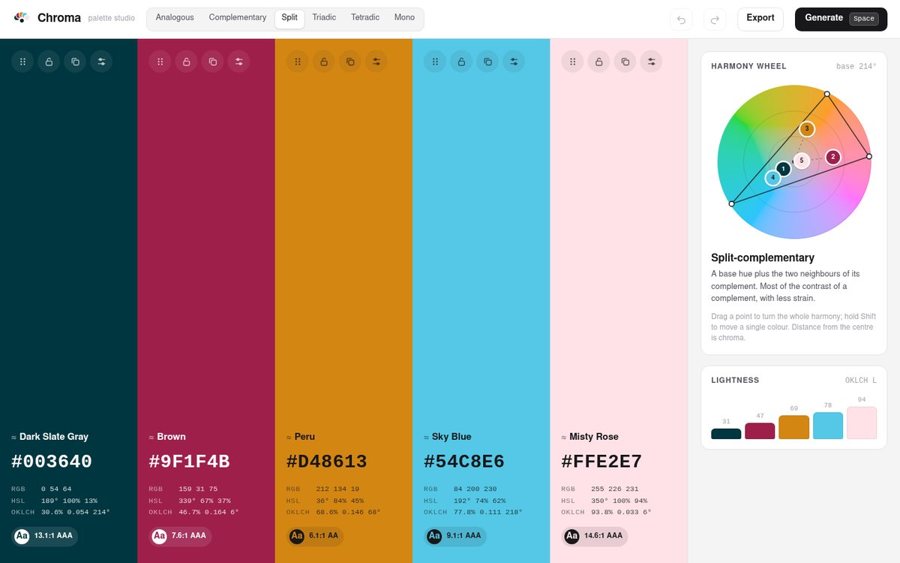 Chroma palette studio
Analogous Complementary Split Triadic Tetradic Mono
Export
Generate Space
≈ Dark Slate Gray
#003640
RGB 0 54 64
HSL 189° 100% 13%
OKLCH 30.6% 0.054 214°
Aa 13.1:1 AAA
≈ Brown
#9F1F4B
RGB 159 31 75
HSL 339° 67% 37%
OKLCH 46.7% 0.164 6°
Aa 7.6:1 AAA
≈ Peru
#D48613
RGB 212 134 19
HSL 36° 84% 45%
OKLCH 68.6% 0.146 68°
Aa 6.1:1 AA
≈ Sky Blue
#54C8E6
RGB 84 200 230
HSL 192° 74% 62%
OKLCH 77.8% 0.111 218°
Aa 9.1:1 AAA
≈ Misty Rose
#FFE2E7
RGB 255 226 231
HSL 350° 100% 94%
OKLCH 93.8% 0.033 6°
Aa 14.6:1 AAA
HARMONY WHEEL base 214°
3
2
5
1
4
Split-complementary
A base hue plus the two neighbours of its
complement. Most of the contrast of a
complement, with less strain.
Drag a point to turn the whole harmony; hold Shift
to move a single colour. Distance from the centre
is chroma.
LIGHTNESS OKLCH L
31 47 69 78 94